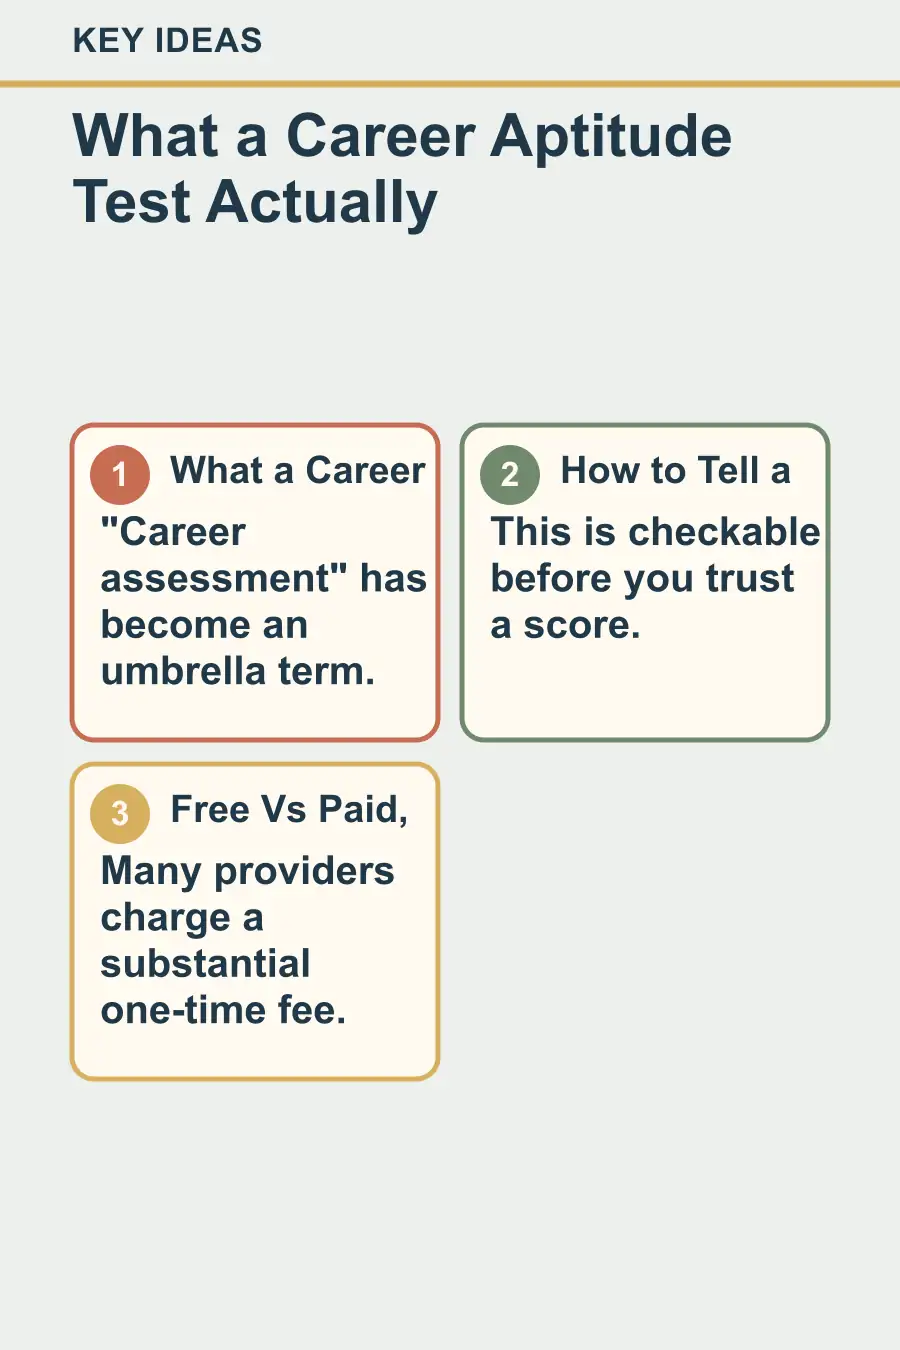 KEY IDEAS
What a Career Aptitude
Test Actually
1 What a Career
"Career
assessment" has
become an
umbrella term.
2 How to Tell a
This is checkable
before you trust
a score.
3 Free Vs Paid,
Many providers
charge a
substantial
one-time fee.